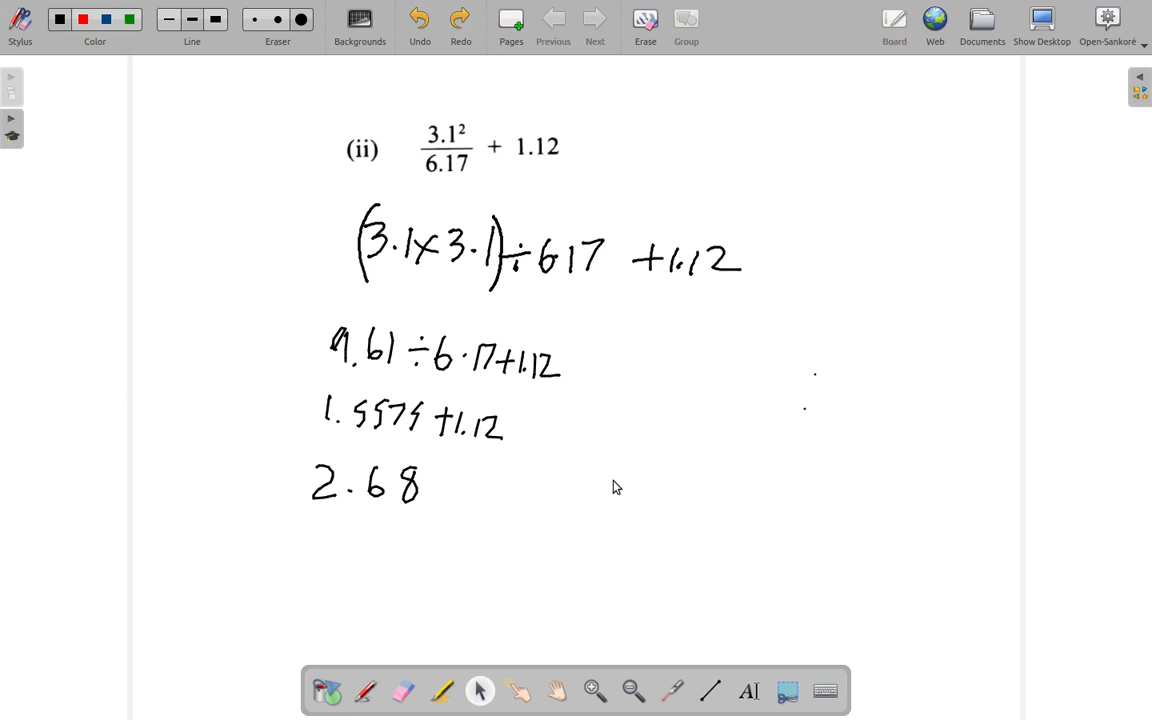 Stylus Color Line Eraser Backgrounds Undo Redo Pages Previous Next Erase Group Board Web Documents Show Desktop Open-Sankoré
(ii) 3.1² / 6.17 + 1.12
(3.1 × 3.1) ÷ 617 + 1.12
9.61 ÷ 6.17 + 1.12
1.5575 + 1.12
2.68